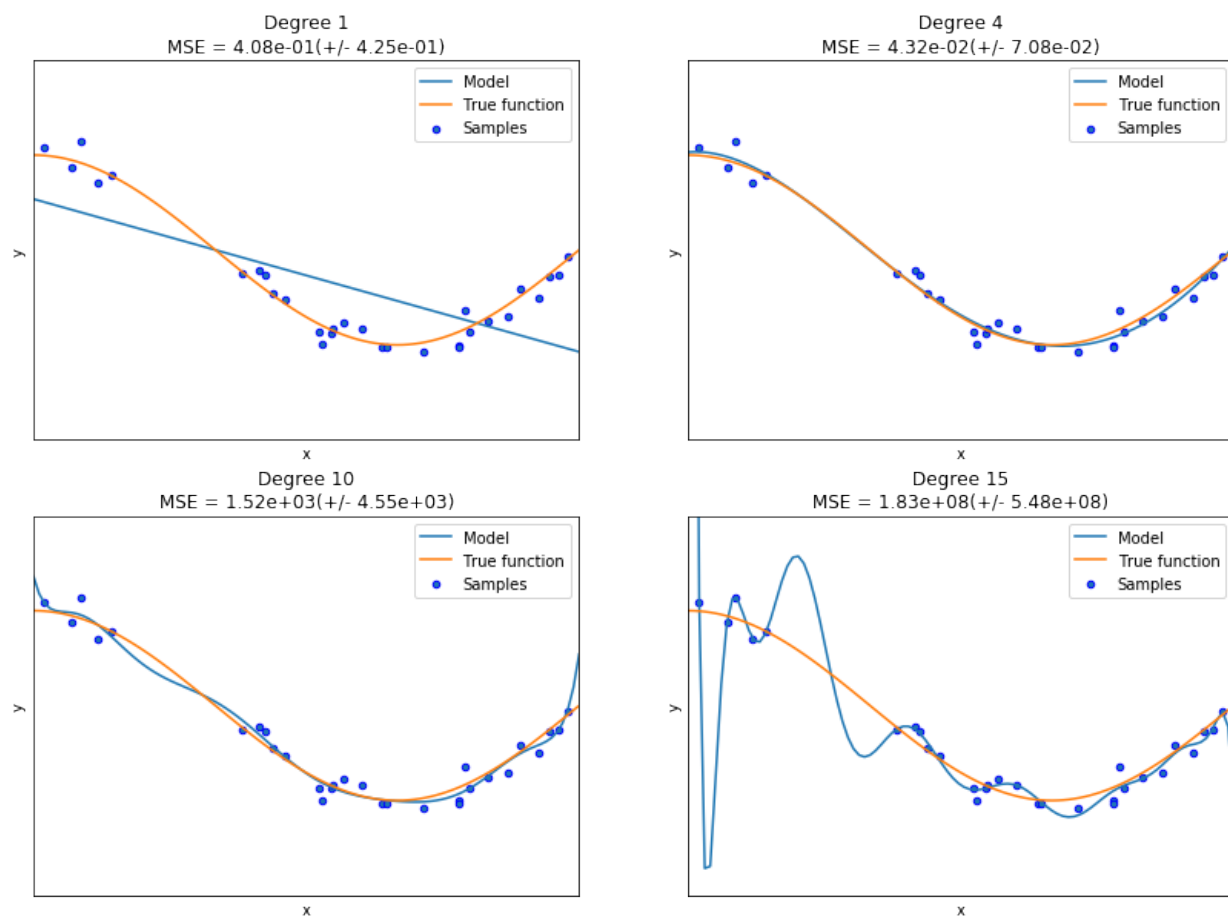 Degree 1
MSE = 4.08e-01(+/- 4.25e-01)
Model
True function
Samples
y
x
Degree 4
MSE = 4.32e-02(+/- 7.08e-02)
Model
True function
Samples
y
x
Degree 10
MSE = 1.52e+03(+/- 4.55e+03)
Model
True function
Samples
y
x
Degree 15
MSE = 1.83e+08(+/- 5.48e+08)
Model
True function
Samples
y
x